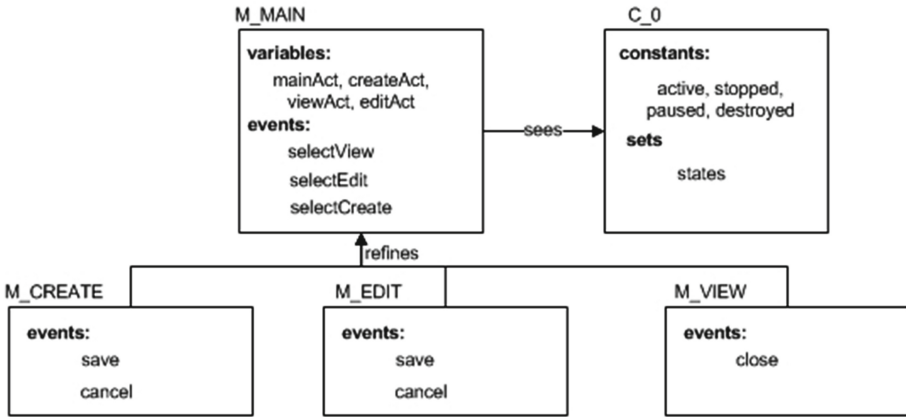 M_MAIN
variables:
mainAct, createAct,
viewAct, editAct
events:
selectView
selectEdit
selectCreate
sees
C_0
constants:
active, stopped,
paused, destroyed
sets
states
refines
M_CREATE
events:
save
cancel
M_EDIT
events:
save
cancel
M_VIEW
events:
close